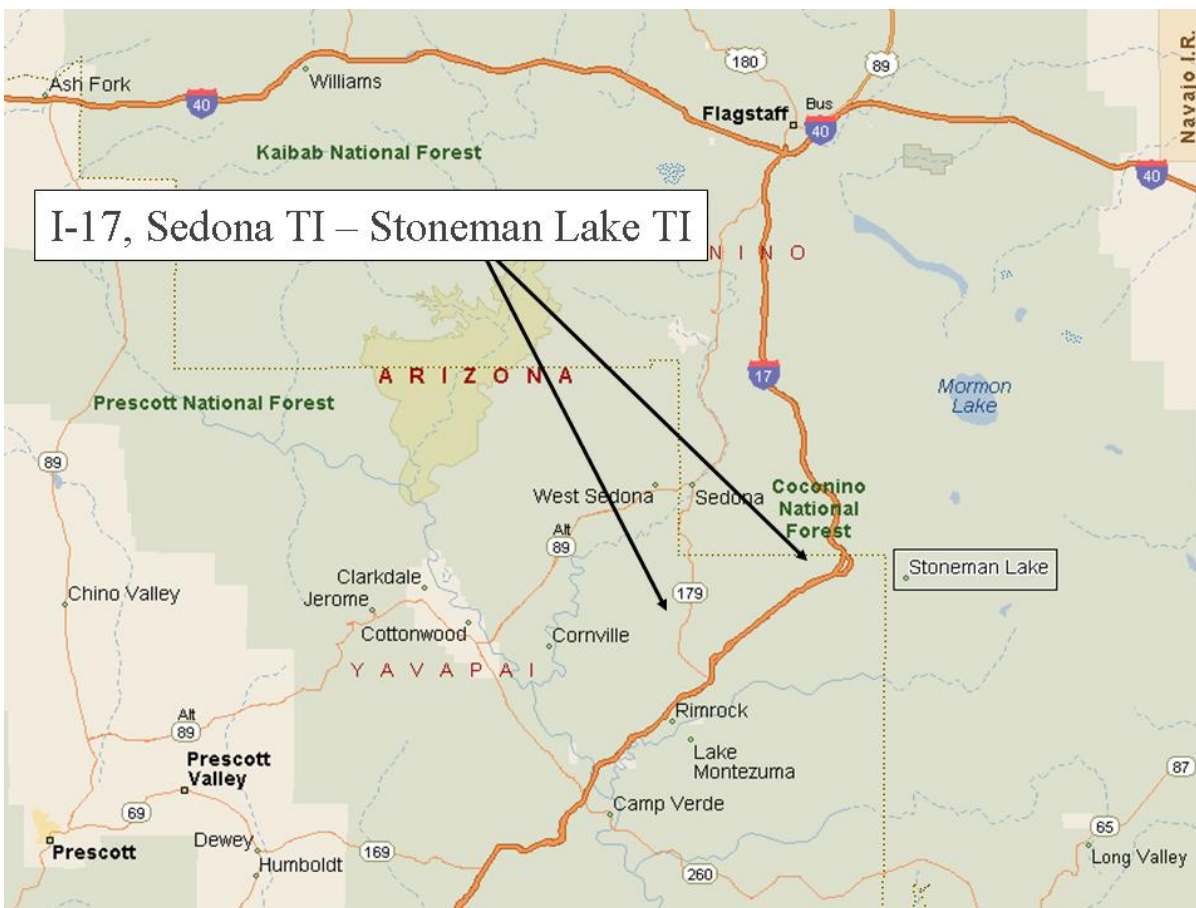 180
89
Navajo I.R.
Ash Fork
Williams
40
Flagstaff
Bus
40
Kaibab National Forest
40
I-17, Sedona TI – Stoneman Lake TI
N I N O
A R I Z O N A
17
Mormon
Lake
Prescott National Forest
89
West Sedona
Sedona
Coconino
National
Forest
Alt
89
Stoneman Lake
Clarkdale
179
Chino Valley
Jerome
Cottonwood
Cornville
Y A V A P A I
Rimrock
Alt
89
Lake
Montezuma
Prescott
Valley
87
Camp Verde
69
65
Dewey
Prescott
169
Humboldt
260
Long Valley